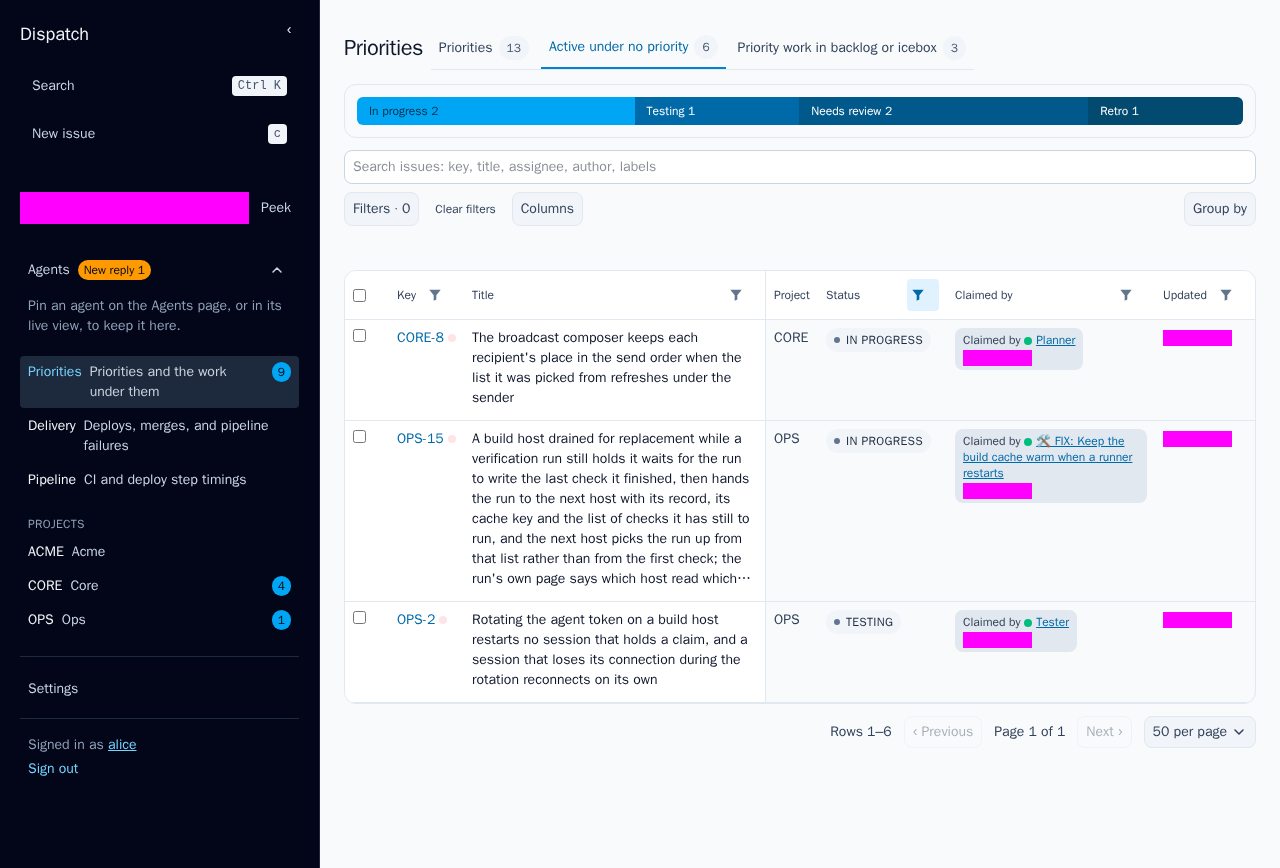 Dispatch
‹
Search
Ctrl K
New issue
C
Peek
Agents
New reply 1
Pin an agent on the Agents page, or in its
live view, to keep it here.
Priorities
Priorities and the work
under them
9
Delivery
Deploys, merges, and pipeline
failures
Pipeline
CI and deploy step timings
PROJECTS
ACME Acme
CORE Core
4
OPS Ops
1
Settings
Signed in as alice
Sign out
Priorities
Priorities 13
Active under no priority 6
Priority work in backlog or icebox 3
In progress 2
Testing 1
Needs review 2
Retro 1
Search issues: key, title, assignee, author, labels
Filters · 0
Clear filters
Columns
Group by
Key
Title
Project
Status
Claimed by
Updated
CORE-8
The broadcast composer keeps each
recipient's place in the send order when the
list it was picked from refreshes under the
sender
CORE
IN PROGRESS
Claimed by Planner
OPS-15
A build host drained for replacement while a
verification run still holds it waits for the run
to write the last check it finished, then hands
the run to the next host with its record, its
cache key and the list of checks it has still to
run, and the next host picks the run up from
that list rather than from the first check; the
run's own page says which host read which…
OPS
IN PROGRESS
Claimed by 🛠️ FIX: Keep the
build cache warm when a runner
restarts
OPS-2
Rotating the agent token on a build host
restarts no session that holds a claim, and a
session that loses its connection during the
rotation reconnects on its own
OPS
TESTING
Claimed by Tester
Rows 1–6
‹ Previous
Page 1 of 1
Next ›
50 per page